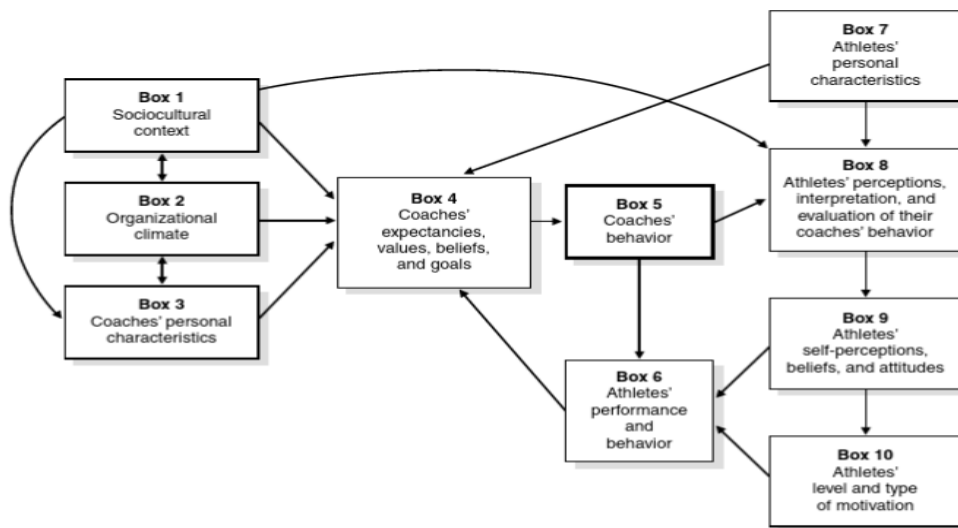 Box 1
Sociocultural
context
Box 2
Organizational
climate
Box 3
Coaches' personal
characteristics
Box 4
Coaches'
expectancies,
values, beliefs,
and goals
Box 5
Coaches'
behavior
Box 6
Athletes'
performance
and
behavior
Box 7
Athletes'
personal
characteristics
Box 8
Athletes' perceptions,
interpretation, and
evaluation of their
coaches' behavior
Box 9
Athletes'
self-perceptions,
beliefs, and attitudes
Box 10
Athletes'
level and type
of motivation